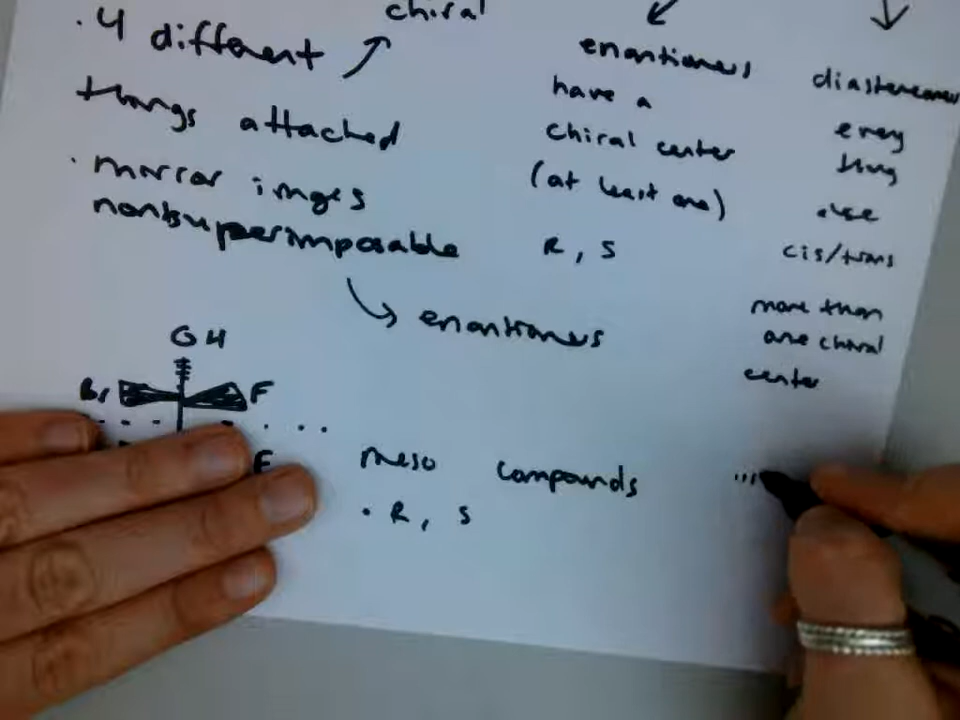 chiral
. 4 different
things attached
. mirror imges
nonsuperimposable
enantiomers
enantiomers
have a
chiral center
(at least one)
R, S
diastereomers
every
thing
else
cis/trans
more than
one chiral
center
OH
Br F
F
meso compounds
. R, S